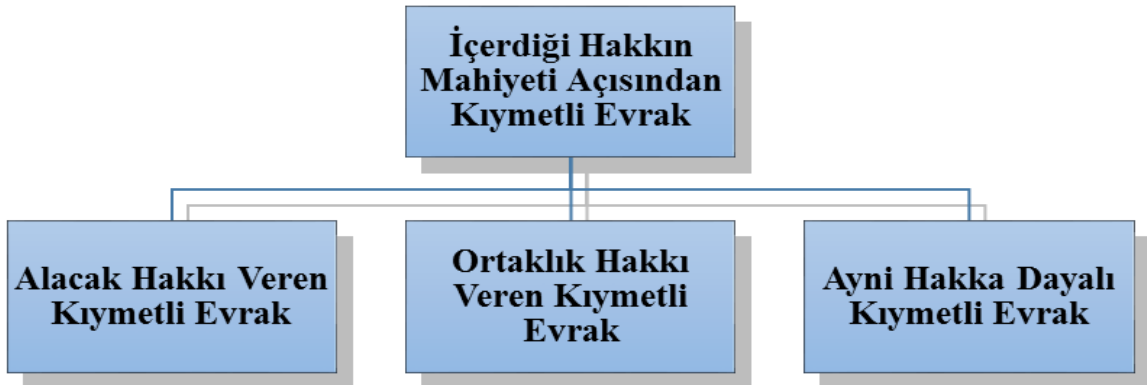 İçerdiği Hakkın
Mahiyeti Açısından
Kıymetli Evrak
Alacak Hakkı Veren
Kıymetli Evrak
Ortaklık Hakkı
Veren Kıymetli
Evrak
Ayni Hakka Dayalı
Kıymetli Evrak